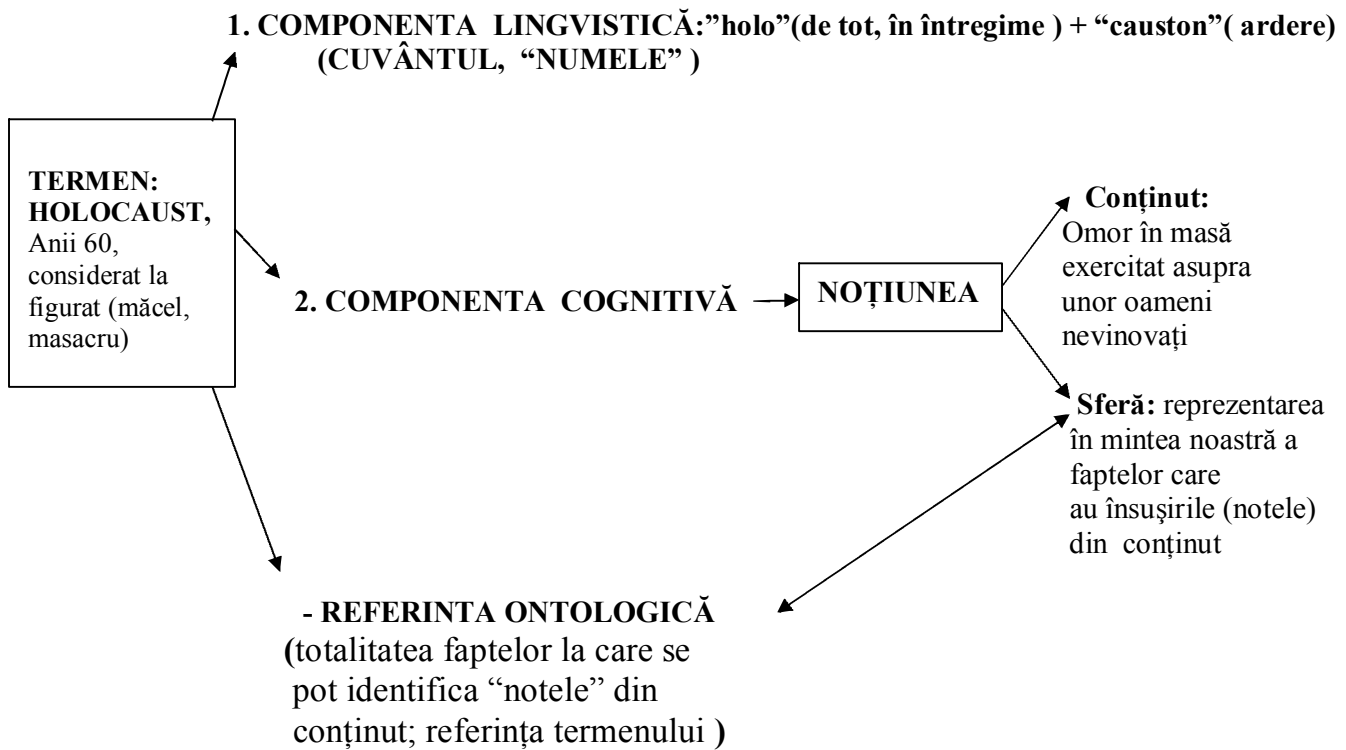 1. COMPONENTA LINGVISTICĂ:”holo”(de tot, în întregime ) + “causton”( ardere)
(CUVÂNTUL, “NUMELE” )
TERMEN:
HOLOCAUST,
Anii 60,
considerat la
figurat (măcel,
masacru)
2. COMPONENTA COGNITIVĂ
NOȚIUNEA
Conținut:
Omor în masă
exercitat asupra
unor oameni
nevinovați
Sferă: reprezentarea
în mintea noastră a
faptelor care
au însuşirile (notele)
din conținut
- REFERINTA ONTOLOGICĂ
(totalitatea faptelor la care se
pot identifica “notele” din
conținut; referința termenului )